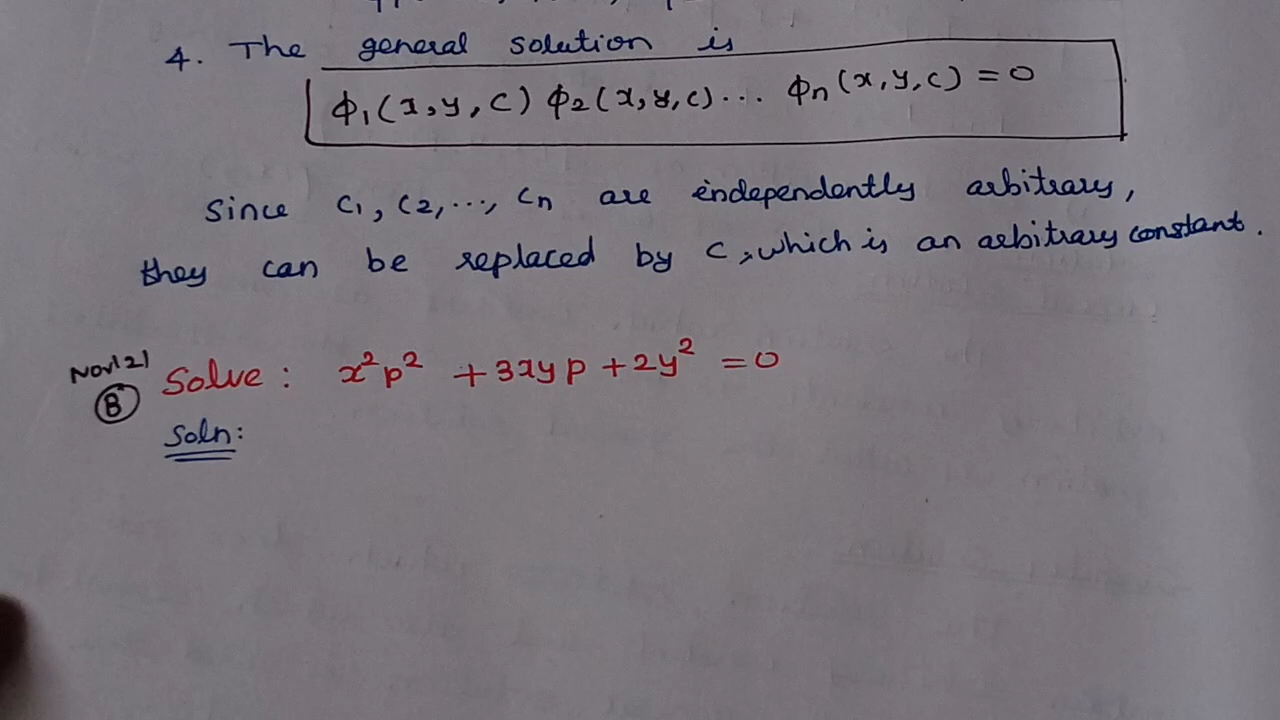 4. The general solution is
ϕ₁(x,y,c) ϕ₂(x,y,c)... ϕn(x,y,c) = 0
Since c₁, c₂,..., cn are independently arbitrary,
they can be replaced by c, which is an arbitrary constant.
Nov 21
⑧ Solve: x²p² + 3xyp + 2y² = 0
Soln: